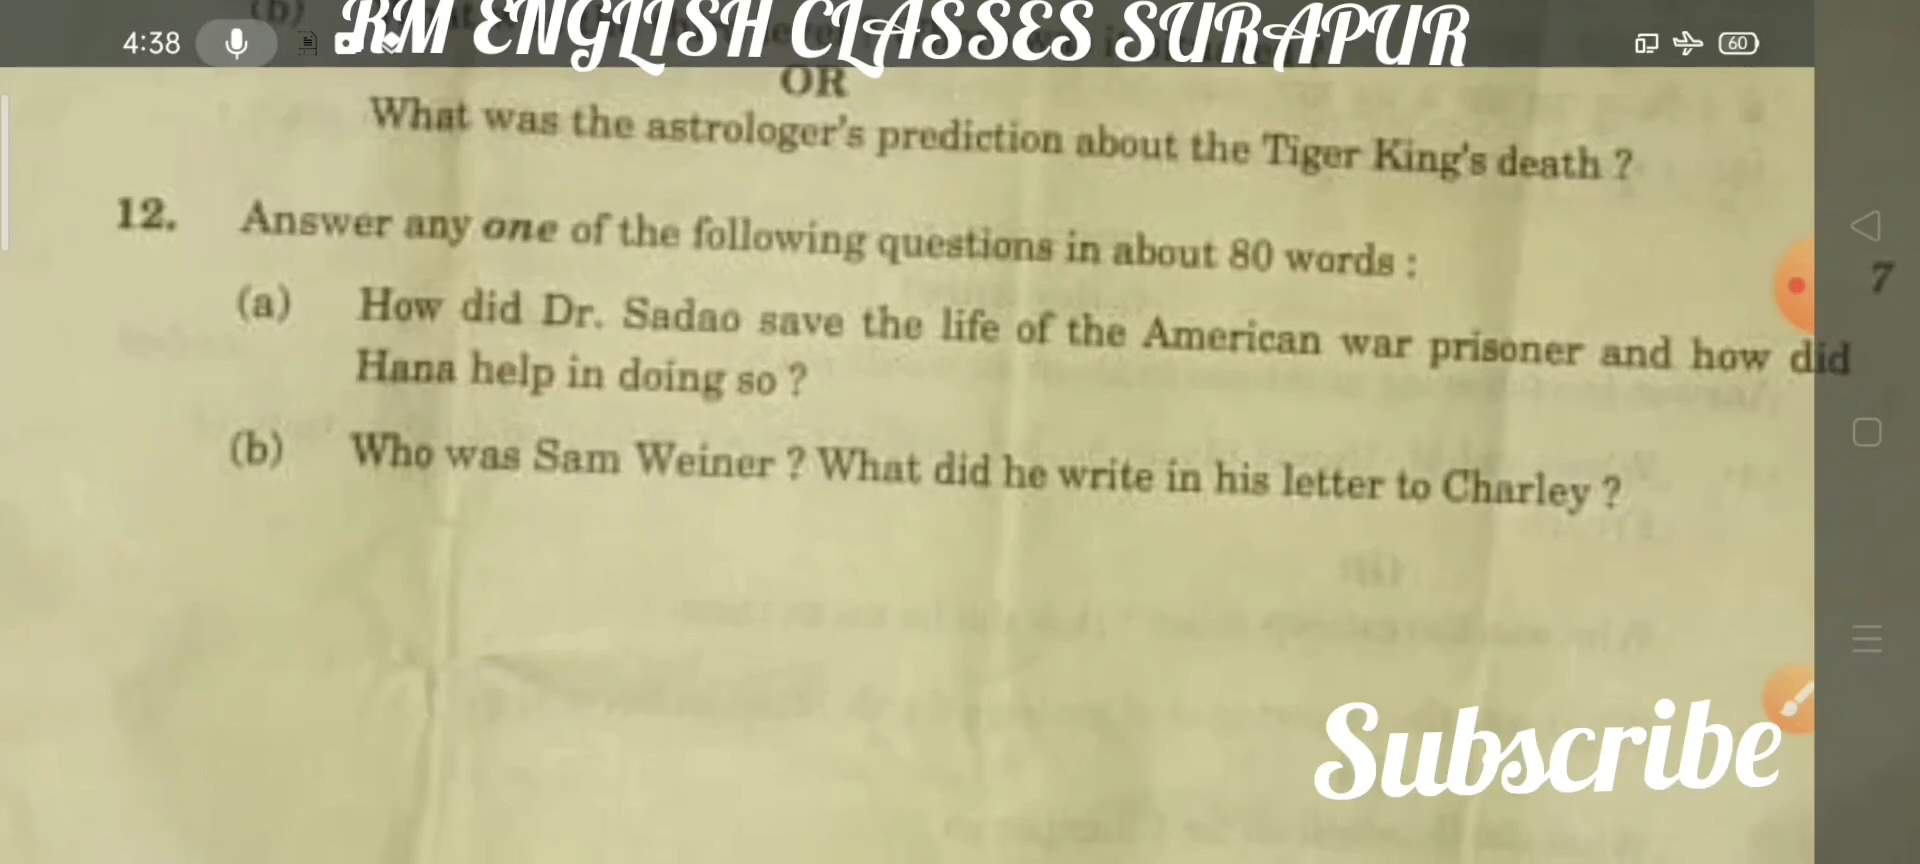 RM ENGLISH CLASSES SURAPUR
4:38
60
(b)
OR
What was the astrologer's prediction about the Tiger King's death ?
12. Answer any one of the following questions in about 80 words :
7
(a) How did Dr. Sadao save the life of the American war prisoner and how did
Hana help in doing so ?
(b) Who was Sam Weiner ? What did he write in his letter to Charley ?
Subscribe